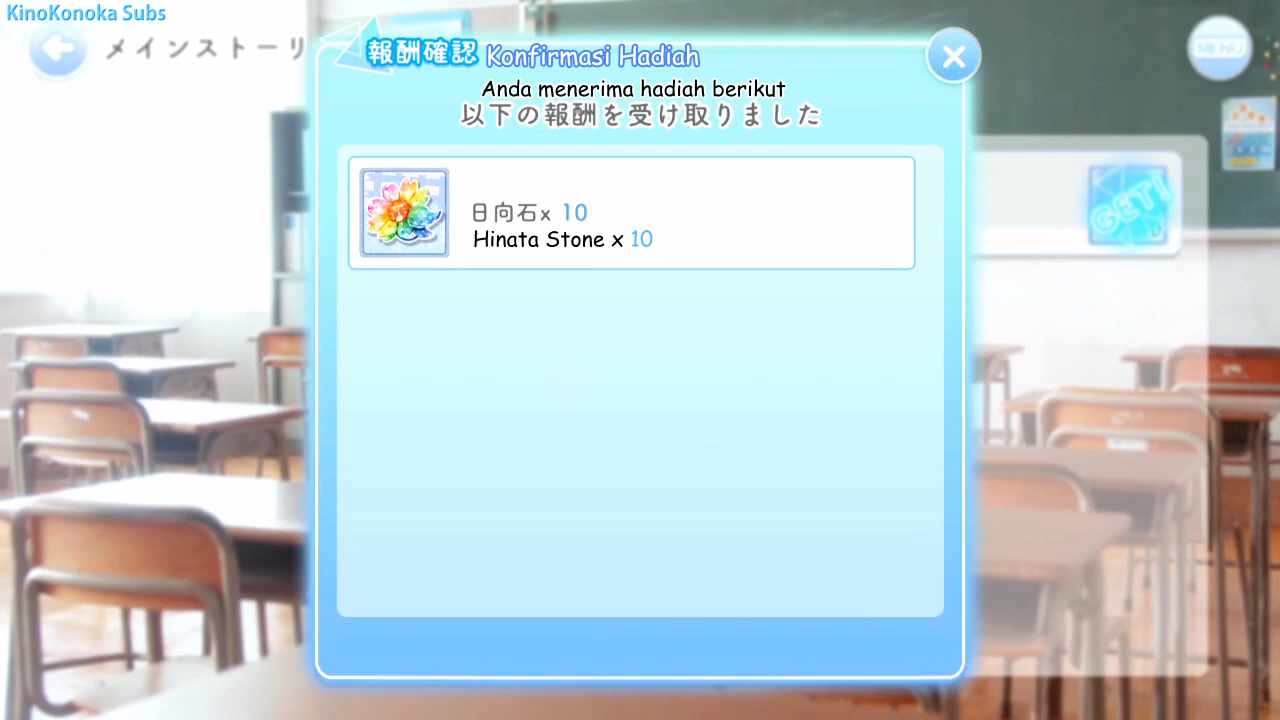 KinoKonoka Subs
メインストーリ
MENU
報酬確認 Konfirmasi Hadiah
Anda menerima hadiah berikut
以下の報酬を受け取りました
GET!
日向石x 10
Hinata Stone x 10